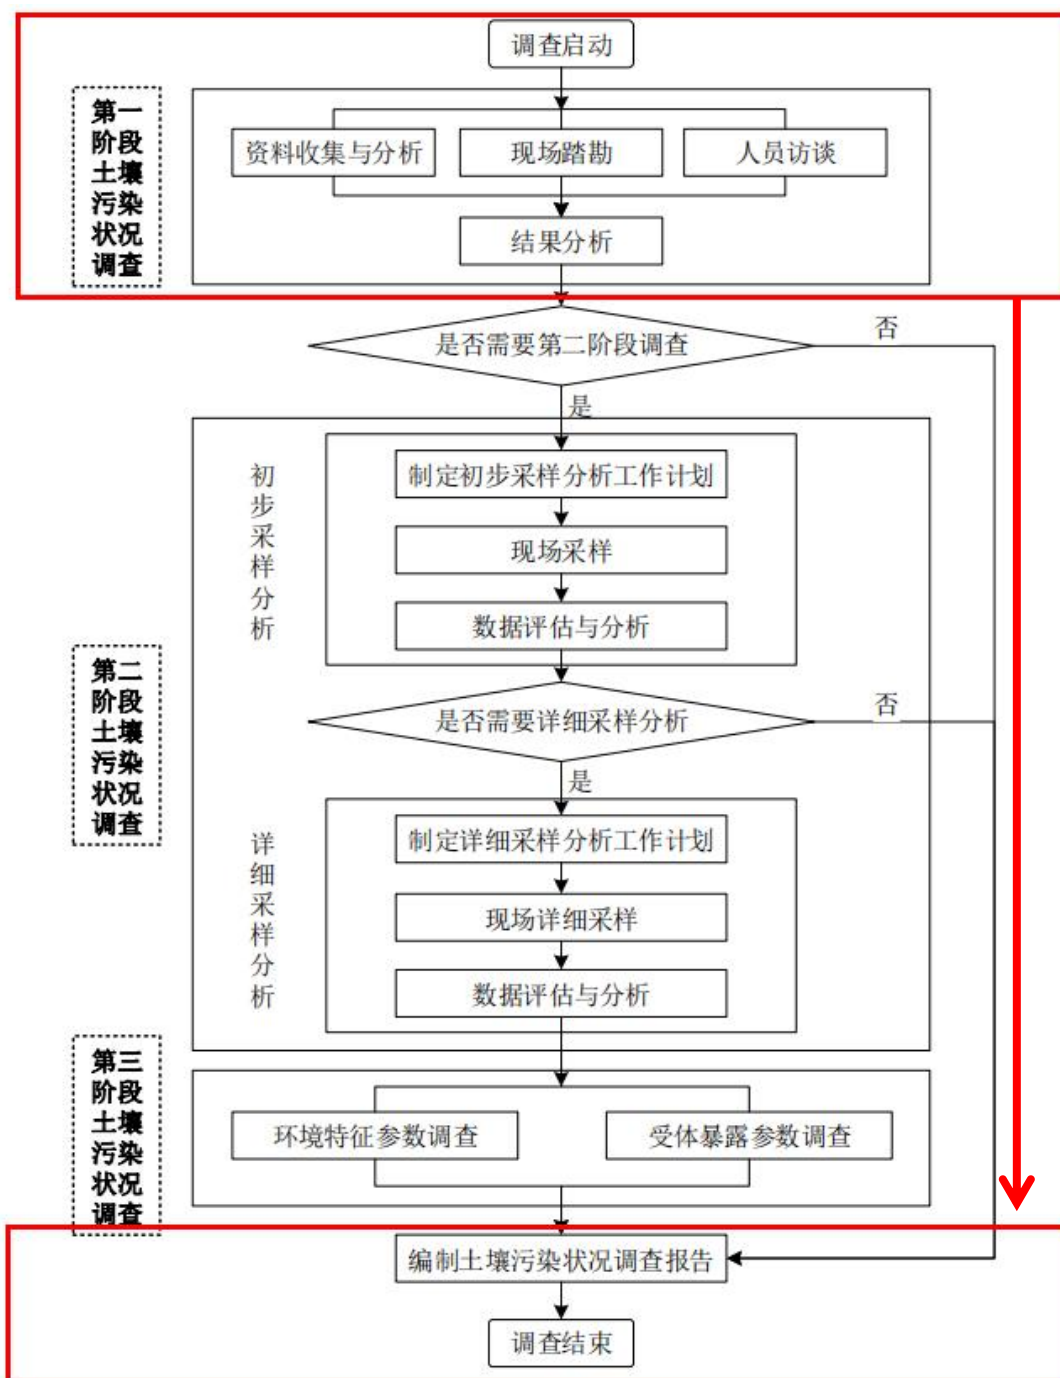 调查启动
第一
阶段
土壤
污染
状况
调查
资料收集与分析
现场踏勘
人员访谈
结果分析
是否需要第二阶段调查
否
是
第二
阶段
土壤
污染
状况
调查
初
步
采
样
分
析
制定初步采样分析工作计划
现场采样
数据评估与分析
是否需要详细采样分析
否
是
详
细
采
样
分
析
制定详细采样分析工作计划
现场详细采样
数据评估与分析
第三
阶段
土壤
污染
状况
调查
环境特征参数调查
受体暴露参数调查
编制土壤污染状况调查报告
调查结束